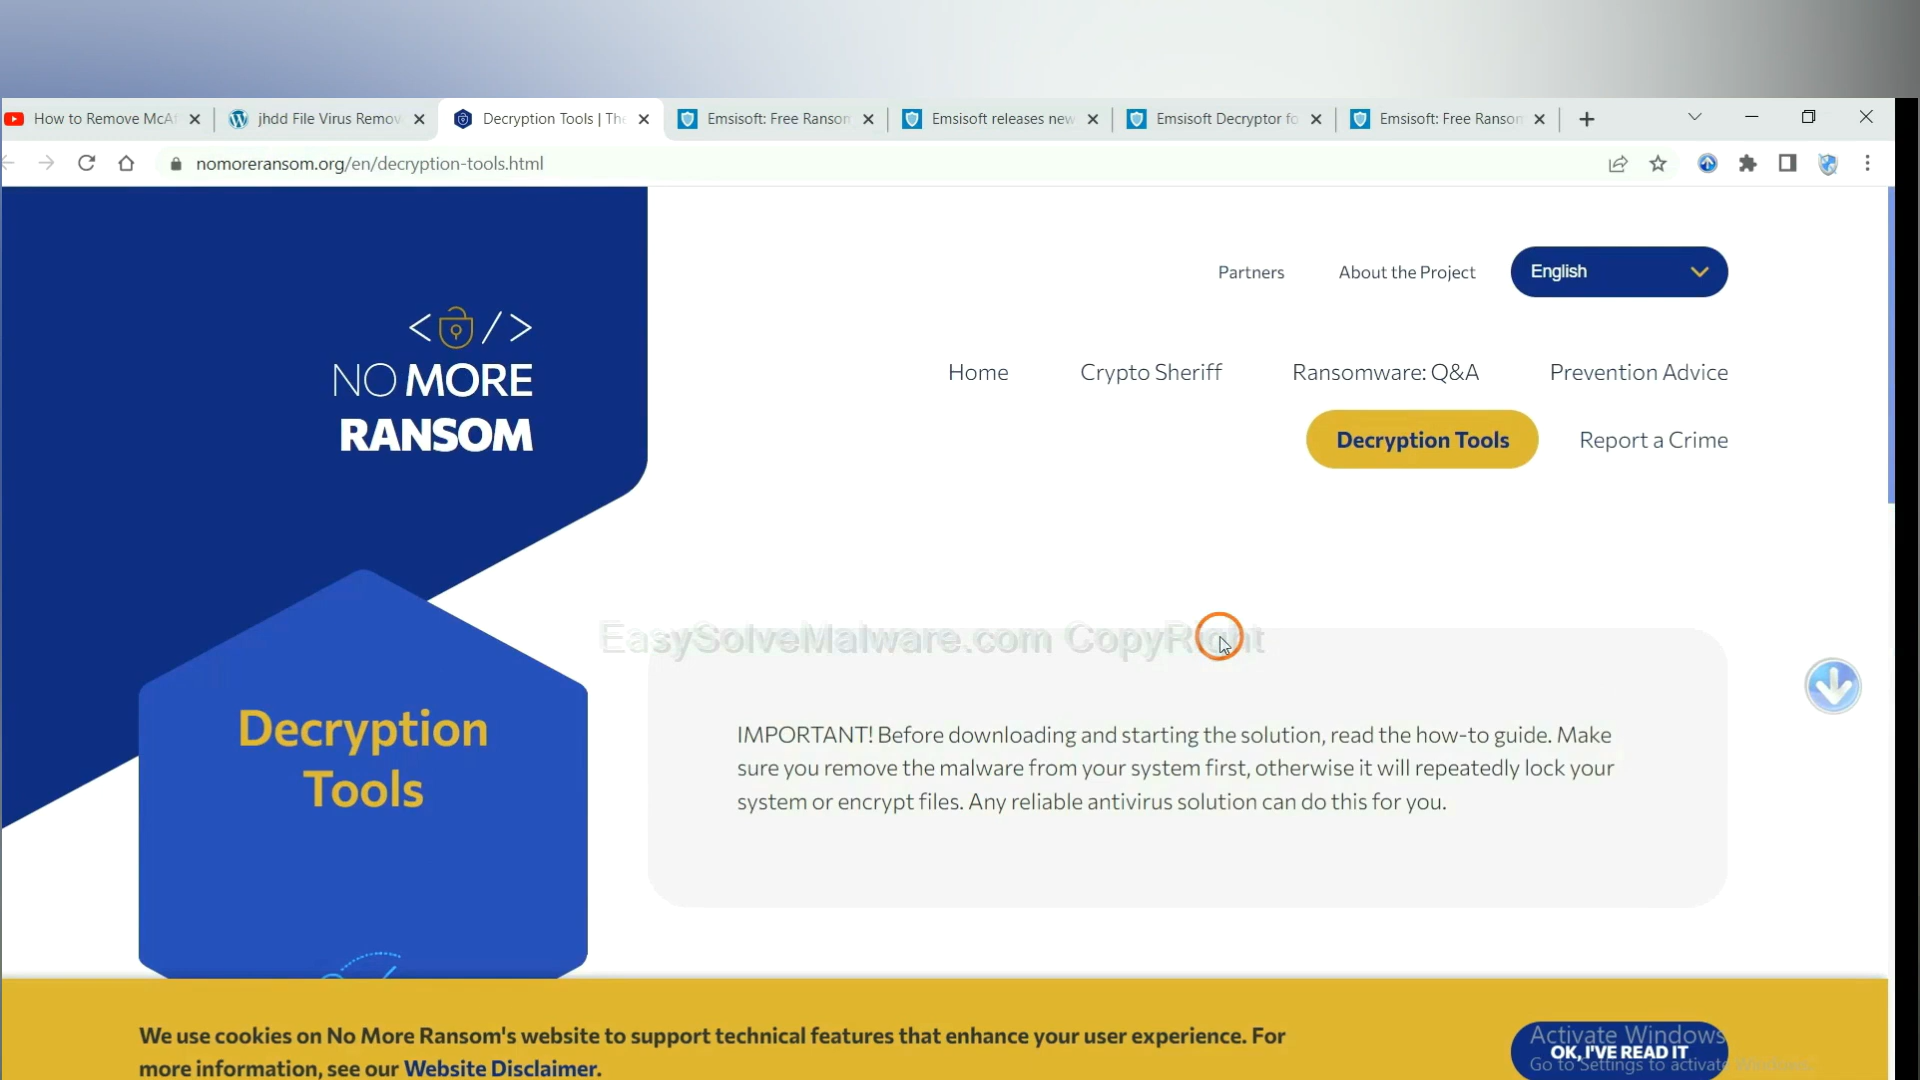 How to Remove McAf
jhdd File Virus Remov
Decryption Tools | The
Emsisoft: Free Ransom
Emsisoft releases new
Emsisoft Decryptor fo
Emsisoft: Free Ransom
nomoreransom.org/en/decryption-tools.html
Partners
About the Project
English
NO MORE
RANSOM
Home
Crypto Sheriff
Ransomware: Q&A
Prevention Advice
Decryption Tools
Report a Crime
EasySolveMalware.com CopyRight
Decryption
Tools
IMPORTANT! Before downloading and starting the solution, read the how-to guide. Make
sure you remove the malware from your system first, otherwise it will repeatedly lock your
system or encrypt files. Any reliable antivirus solution can do this for you.
We use cookies on No More Ransom's website to support technical features that enhance your user experience. For
more information, see our Website Disclaimer.
Activate Windows
OK, I'VE READ IT
Go to Settings to activate Windows.